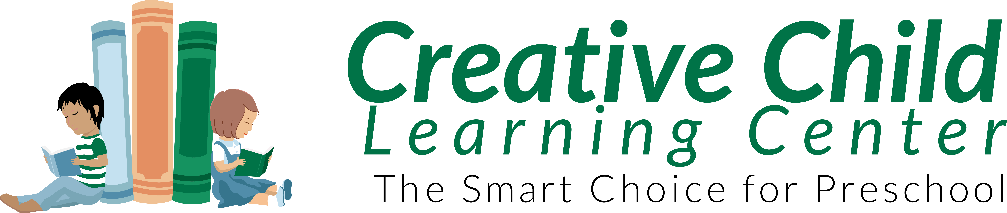 Creative Child
Learning Center
The Smart Choice for Preschool